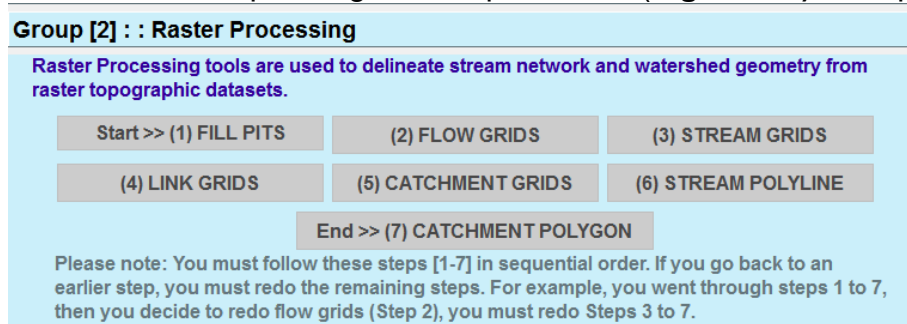 Group [2] : : Raster Processing
Raster Processing tools are used to delineate stream network and watershed geometry from
raster topographic datasets.
Start >> (1) FILL PITS
(2) FLOW GRIDS
(3) STREAM GRIDS
(4) LINK GRIDS
(5) CATCHMENT GRIDS
(6) STREAM POLYLINE
End >> (7) CATCHMENT POLYGON
Please note: You must follow these steps [1-7] in sequential order. If you go back to an
earlier step, you must redo the remaining steps. For example, you went through steps 1 to 7,
then you decide to redo flow grids (Step 2), you must redo Steps 3 to 7.